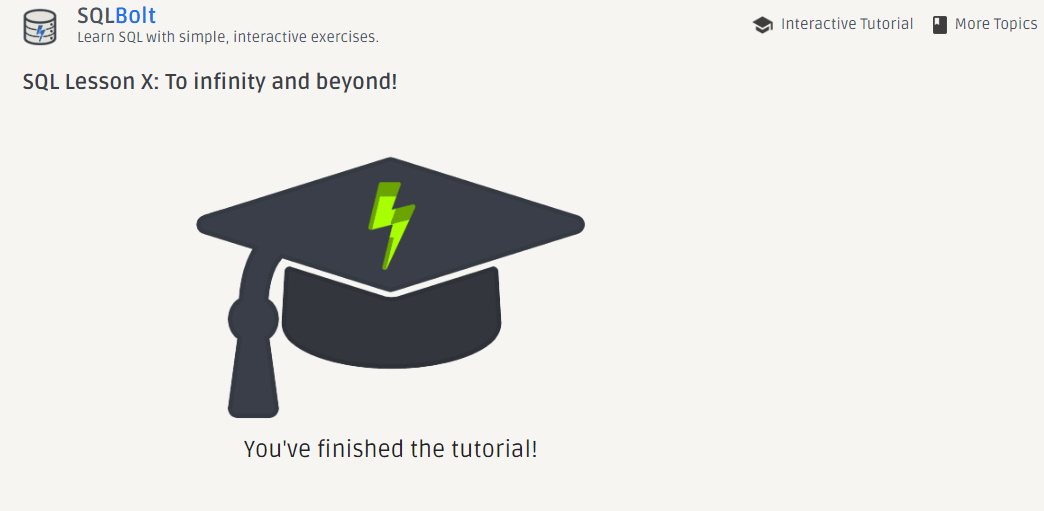 SQLBolt
Learn SQL with simple, interactive exercises.
Interactive Tutorial
More Topics
SQL Lesson X: To infinity and beyond!
You've finished the tutorial!